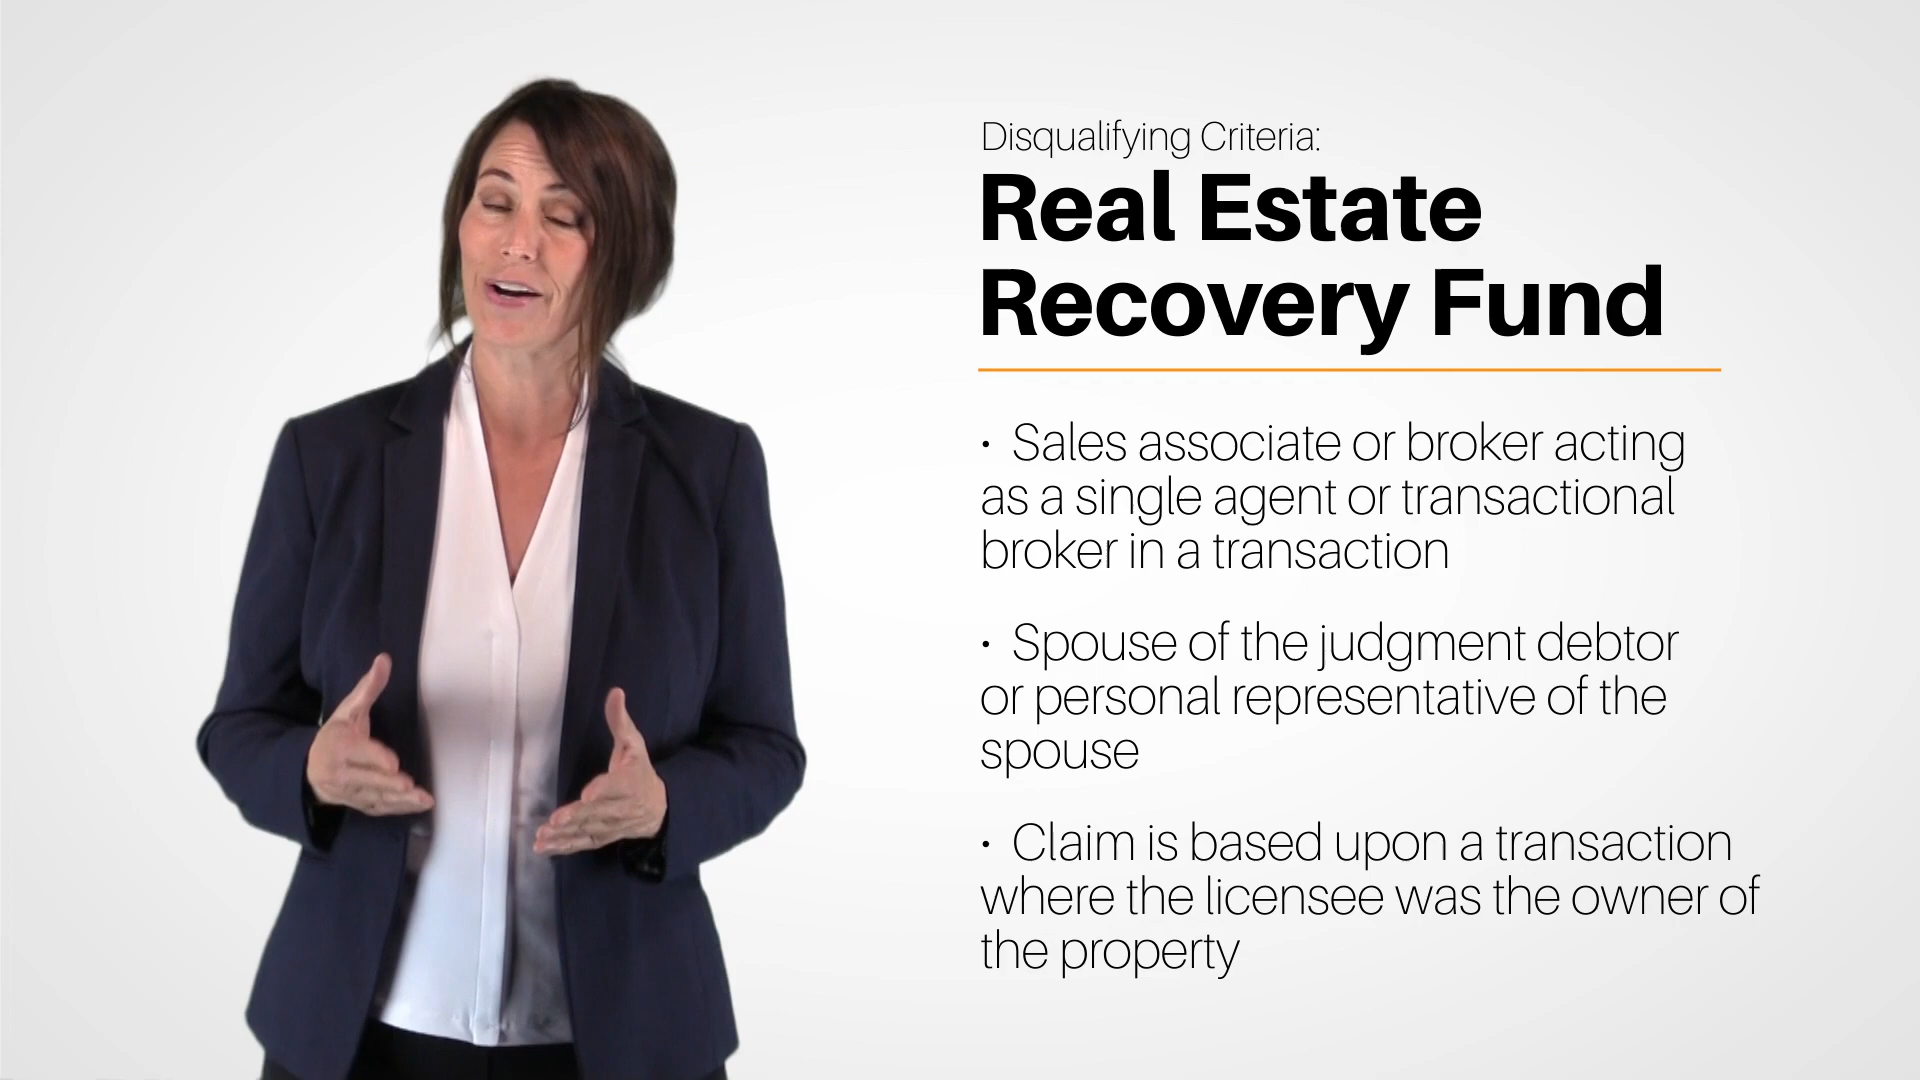 Disqualifying Criteria:
Real Estate
Recovery Fund
· Sales associate or broker acting
as a single agent or transactional
broker in a transaction
· Spouse of the judgment debtor
or personal representative of the
spouse
· Claim is based upon a transaction
where the licensee was the owner of
the property